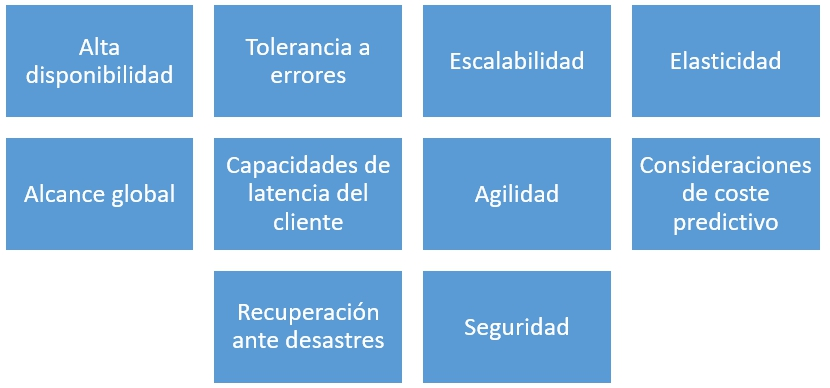 Alta
disponibilidad
Tolerancia a
errores
Escalabilidad
Elasticidad
Alcance global
Capacidades de
latencia del
cliente
Agilidad
Consideraciones
de coste
predictivo
Recuperación
ante desastres
Seguridad